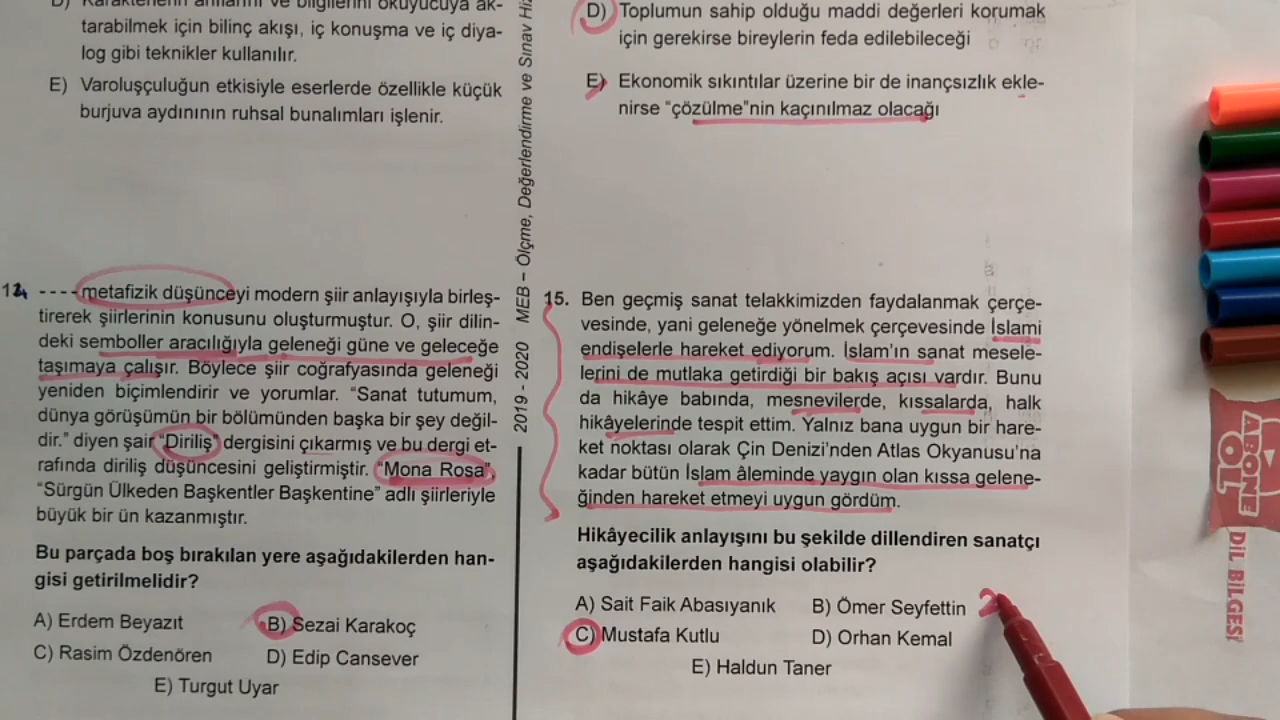 D) Karakterlerin anılarını ve bilgilerini okuyucuya ak-
tarabilmek için bilinç akışı, iç konuşma ve iç diya-
log gibi teknikler kullanılır.
E) Varoluşçuluğun etkisiyle eserlerde özellikle küçük
burjuva aydınının ruhsal bunalımları işlenir.
14 ---- metafizik düşünceyi modern şiir anlayışıyla birleş-
tirerek şiirlerinin konusunu oluşturmuştur. O, şiir dilin-
deki semboller aracılığıyla geleneği güne ve geleceğe
taşımaya çalışır. Böylece şiir coğrafyasında geleneği
yeniden biçimlendirir ve yorumlar. “Sanat tutumum,
dünya görüşümün bir bölümünden başka bir şey değil-
dir.” diyen şair “Diriliş” dergisini çıkarmış ve bu dergi et-
rafında diriliş düşüncesini geliştirmiştir. “Mona Rosa”,
“Sürgün Ülkeden Başkentler Başkentine” adlı şiirleriyle
büyük bir ün kazanmıştır.
Bu parçada boş bırakılan yere aşağıdakilerden han-
gisi getirilmelidir?
A) Erdem Beyazıt B) Sezai Karakoç
C) Rasim Özdenören D) Edip Cansever
E) Turgut Uyar
2019 - 2020 MEB – Ölçme, Değerlendirme ve Sınav Hiz
D) Toplumun sahip olduğu maddi değerleri korumak
için gerekirse bireylerin feda edilebileceği
E) Ekonomik sıkıntılar üzerine bir de inançsızlık ekle-
nirse “çözülme”nin kaçınılmaz olacağı
15. Ben geçmiş sanat telakkimizden faydalanmak çerçe-
vesinde, yani geleneğe yönelmek çerçevesinde İslami
endişelerle hareket ediyorum. İslam’ın sanat mesele-
lerini de mutlaka getirdiği bir bakış açısı vardır. Bunu
da hikâye babında, mesnevilerde, kıssalarda, halk
hikâyelerinde tespit ettim. Yalnız bana uygun bir hare-
ket noktası olarak Çin Denizi’nden Atlas Okyanusu’na
kadar bütün İslam âleminde yaygın olan kıssa gelene-
ğinden hareket etmeyi uygun gördüm.
Hikâyecilik anlayışını bu şekilde dillendiren sanatçı
aşağıdakilerden hangisi olabilir?
A) Sait Faik Abasıyanık B) Ömer Seyfettin
C) Mustafa Kutlu D) Orhan Kemal
E) Haldun Taner
ABONE
OL
DİL BİLGESİ